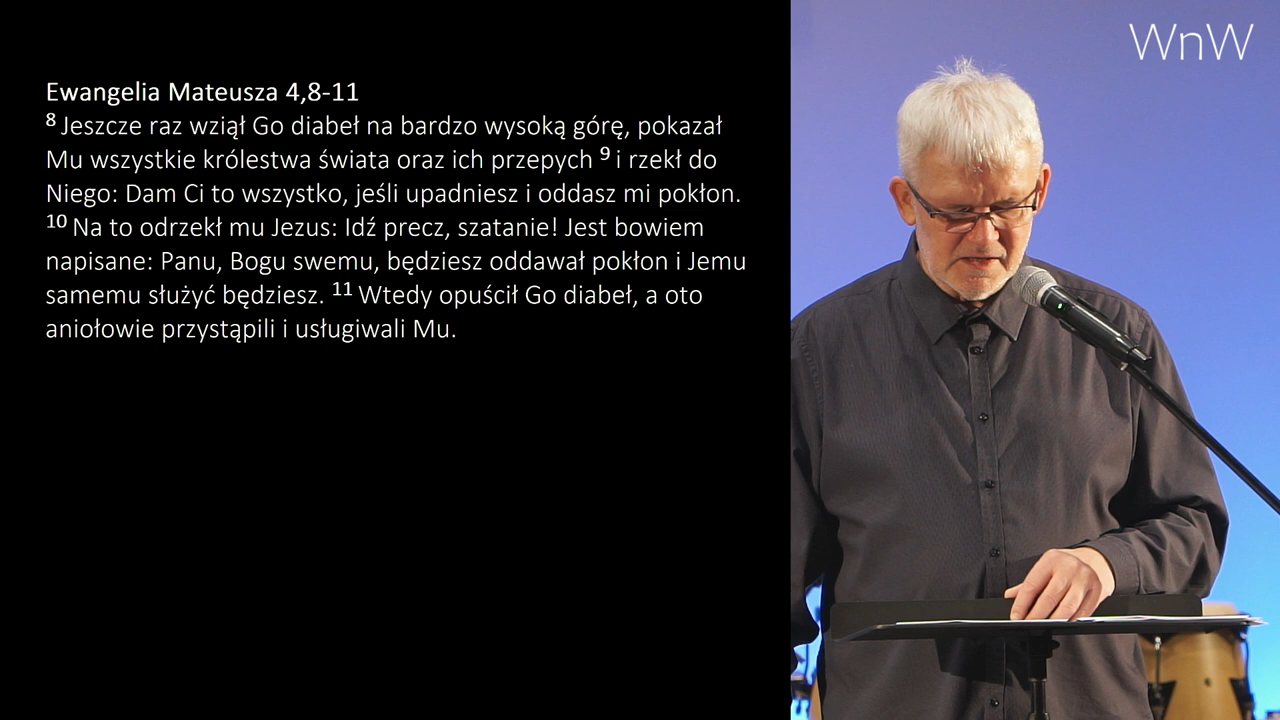 WnW
Ewangelia Mateusza 4,8-11
8 Jeszcze raz wziął Go diabeł na bardzo wysoką górę, pokazał
Mu wszystkie królestwa świata oraz ich przepych 9 i rzekł do
Niego: Dam Ci to wszystko, jeśli upadniesz i oddasz mi pokłon.
10 Na to odrzekł mu Jezus: Idź precz, szatanie! Jest bowiem
napisane: Panu, Bogu swemu, będziesz oddawał pokłon i Jemu
samemu służyć będziesz. 11 Wtedy opuścił Go diabeł, a oto
aniołowie przystąpili i usługiwali Mu.